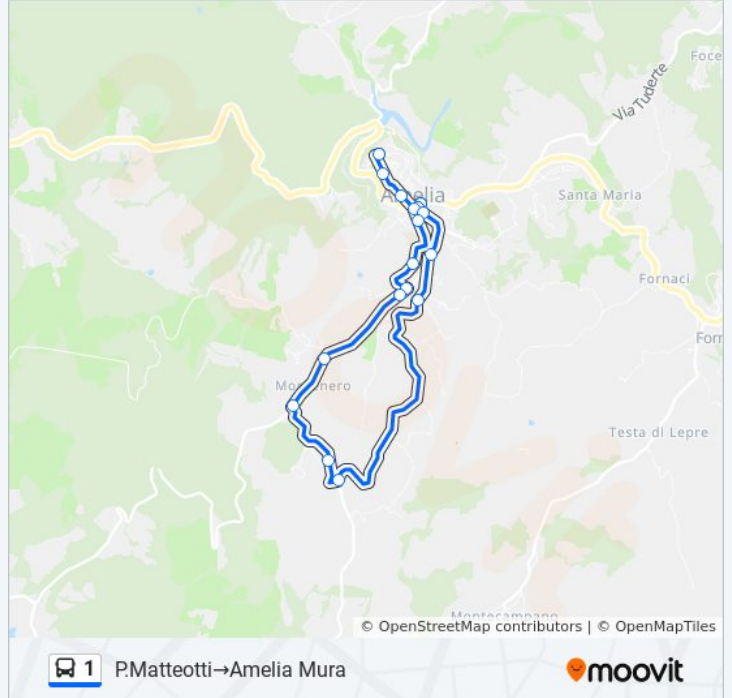 Foce
Via Tuderte
Amelia
Santa Maria
Fornaci
Forn
Montenero
Testa di Lepre
Montecampano
© OpenStreetMap contributors | © OpenMapTiles
1 P.Matteotti→Amelia Mura
moovit